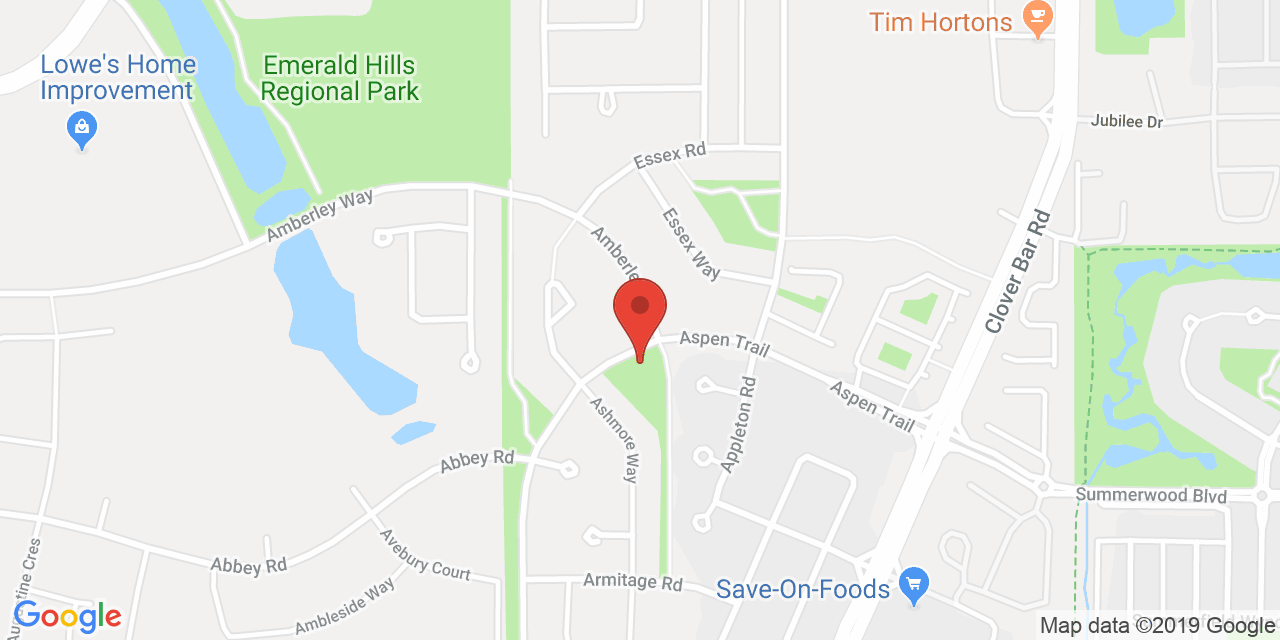 Tim Hortons
Lowe's Home
Improvement
Emerald Hills
Regional Park
Jubilee Dr
Essex Rd
Amberley Way
Essex Way
Clover Bar Rd
Aspen Trail
Aspen Trail
Appleton Rd
Ashmore Way
Abbey Rd
Summerwood Blvd
Abbey Rd
Avebury Court
Ambleside Way
Armitage Rd
Save-On-Foods
Google
Map data ©2019 Google